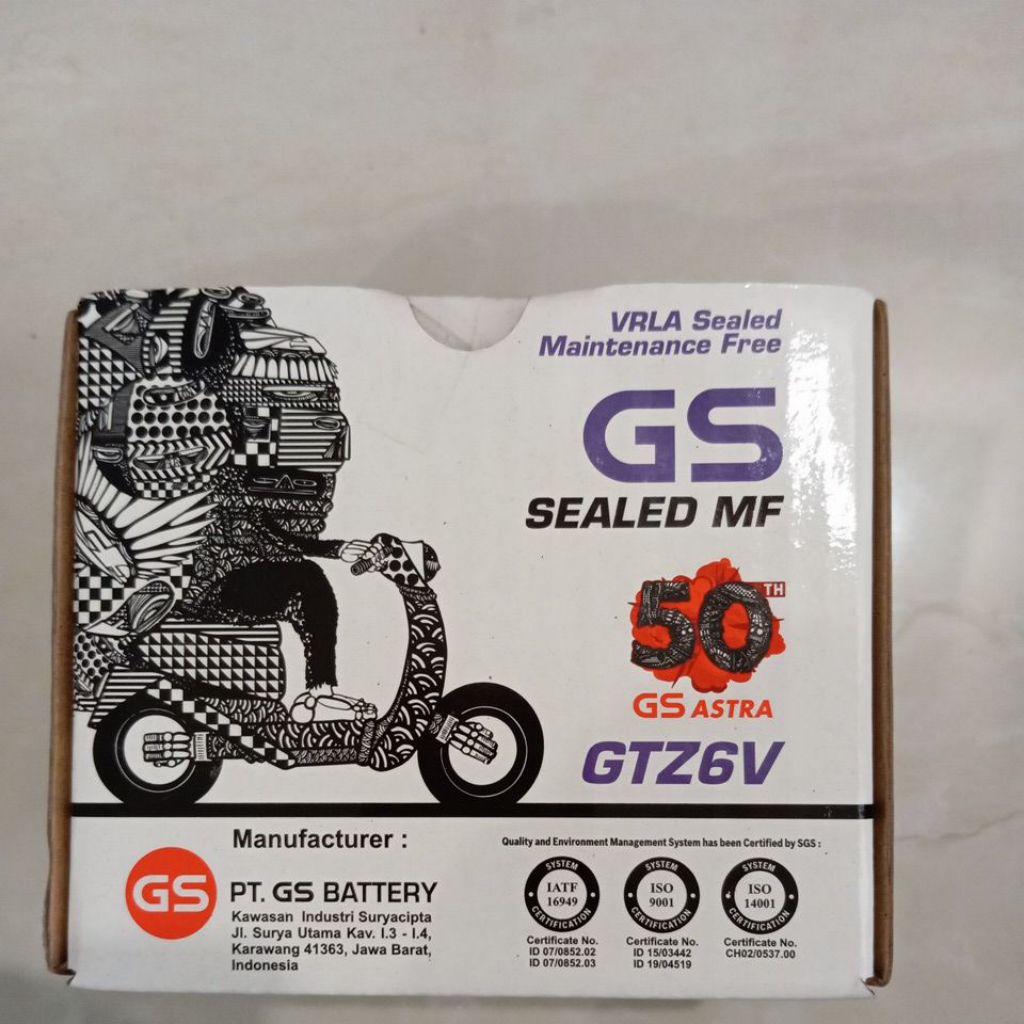 VRLA Sealed
Maintenance Free
GS
SEALED MF
50TH
GS ASTRA
GTZ6V
Manufacturer :
GS
PT. GS BATTERY
Kawasan Industri Suryacipta
Jl. Surya Utama Kav. I.3 - I.4,
Karawang 41363, Jawa Barat,
Indonesia
Quality and Environment Management System has been Certified by SGS :
SYSTEM
IATF
16949
CERTIFICATION
Certificate No.
ID 07/0852.02
ID 07/0852.03
SYSTEM
ISO
9001
CERTIFICATION
Certificate No.
ID 15/03442
ID 19/04519
SYSTEM
ISO
14001
CERTIFICATION
Certificate No.
CH02/0537.00